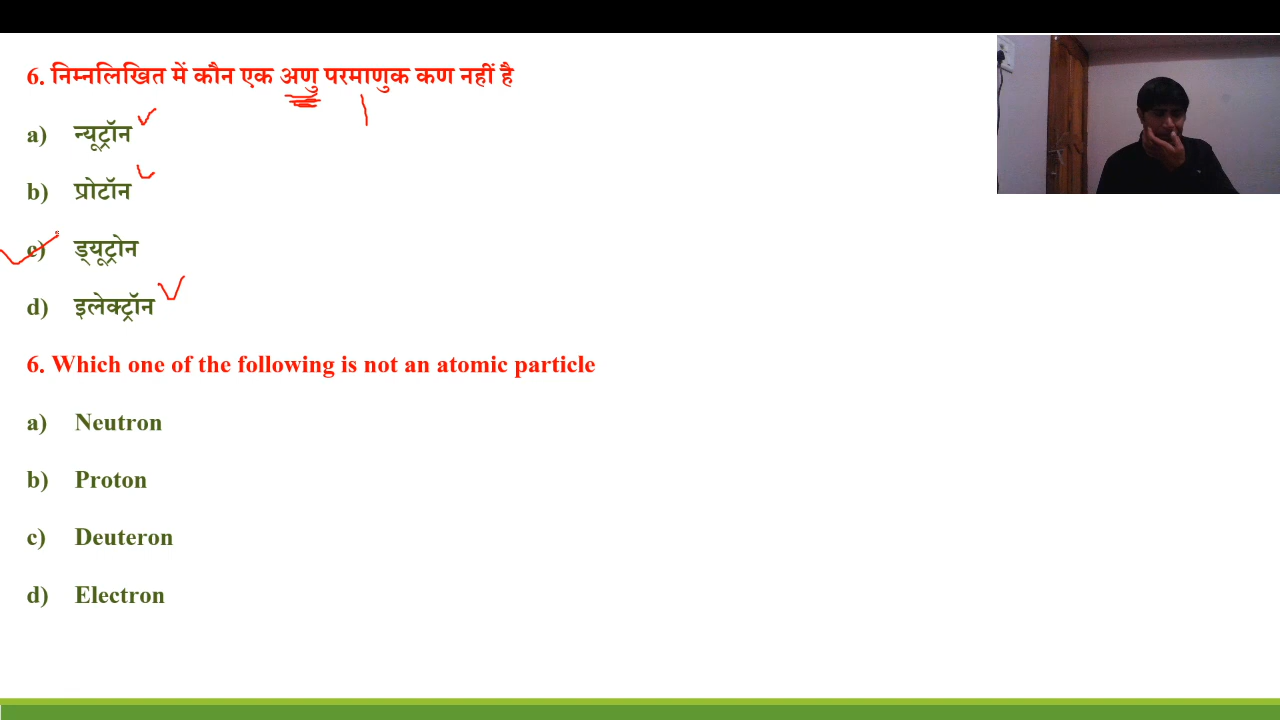 6. निम्नलिखित में कौन एक अणु परमाणुक कण नहीं है
a) न्यूट्रॉन
b) प्रोटॉन
c) ड्यूट्रोन
d) इलेक्ट्रॉन
6. Which one of the following is not an atomic particle
a) Neutron
b) Proton
c) Deuteron
d) Electron